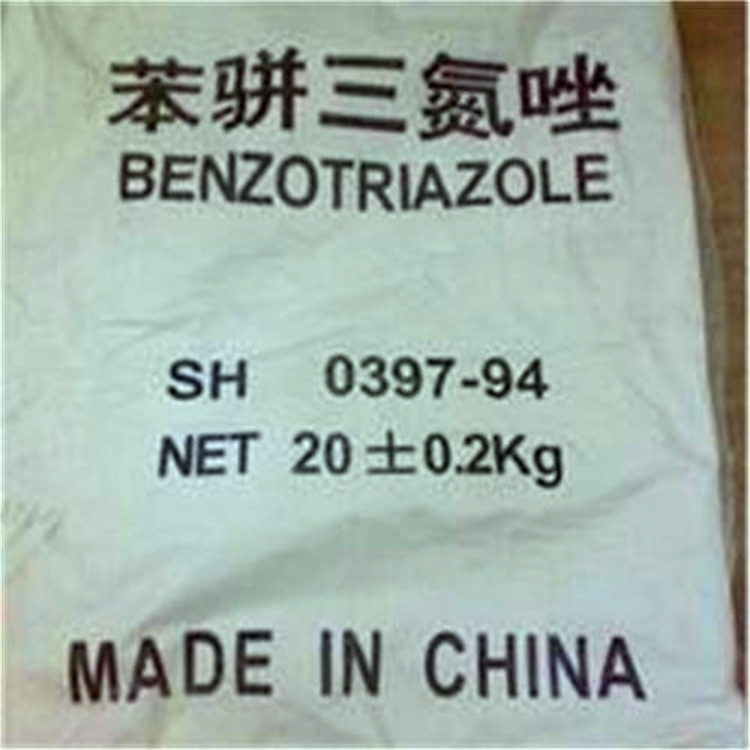 苯骈三氮唑
BENZOTRIAZOLE
SH 0397-94
NET 20±0.2Kg
MADE IN CHINA